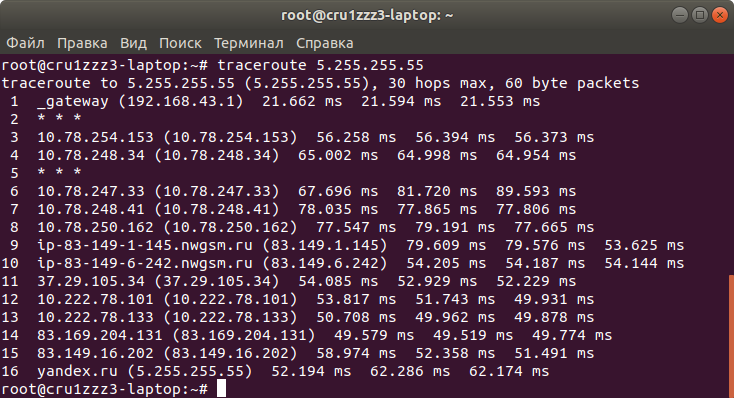 root@cru1zzz3-laptop: ~
Файл Правка Вид Поиск Терминал Справка
root@cru1zzz3-laptop:~# traceroute 5.255.255.55
traceroute to 5.255.255.55 (5.255.255.55), 30 hops max, 60 byte packets
 1  _gateway (192.168.43.1)  21.662 ms  21.594 ms  21.553 ms
 2  * * *
 3  10.78.254.153 (10.78.254.153)  56.258 ms  56.394 ms  56.373 ms
 4  10.78.248.34 (10.78.248.34)  65.002 ms  64.998 ms  64.954 ms
 5  * * *
 6  10.78.247.33 (10.78.247.33)  67.696 ms  81.720 ms  89.593 ms
 7  10.78.248.41 (10.78.248.41)  78.035 ms  77.865 ms  77.806 ms
 8  10.78.250.162 (10.78.250.162)  77.547 ms  79.191 ms  77.665 ms
 9  ip-83-149-1-145.nwgsm.ru (83.149.1.145)  79.609 ms  79.576 ms  53.625 ms
10  ip-83-149-6-242.nwgsm.ru (83.149.6.242)  54.205 ms  54.187 ms  54.144 ms
11  37.29.105.34 (37.29.105.34)  54.085 ms  52.929 ms  52.229 ms
12  10.222.78.101 (10.222.78.101)  53.817 ms  51.743 ms  49.931 ms
13  10.222.78.133 (10.222.78.133)  50.708 ms  49.962 ms  49.878 ms
14  83.169.204.131 (83.169.204.131)  49.579 ms  49.519 ms  49.774 ms
15  83.149.16.202 (83.149.16.202)  58.974 ms  52.358 ms  51.491 ms
16  yandex.ru (5.255.255.55)  52.194 ms  62.286 ms  62.174 ms
root@cru1zzz3-laptop:~#